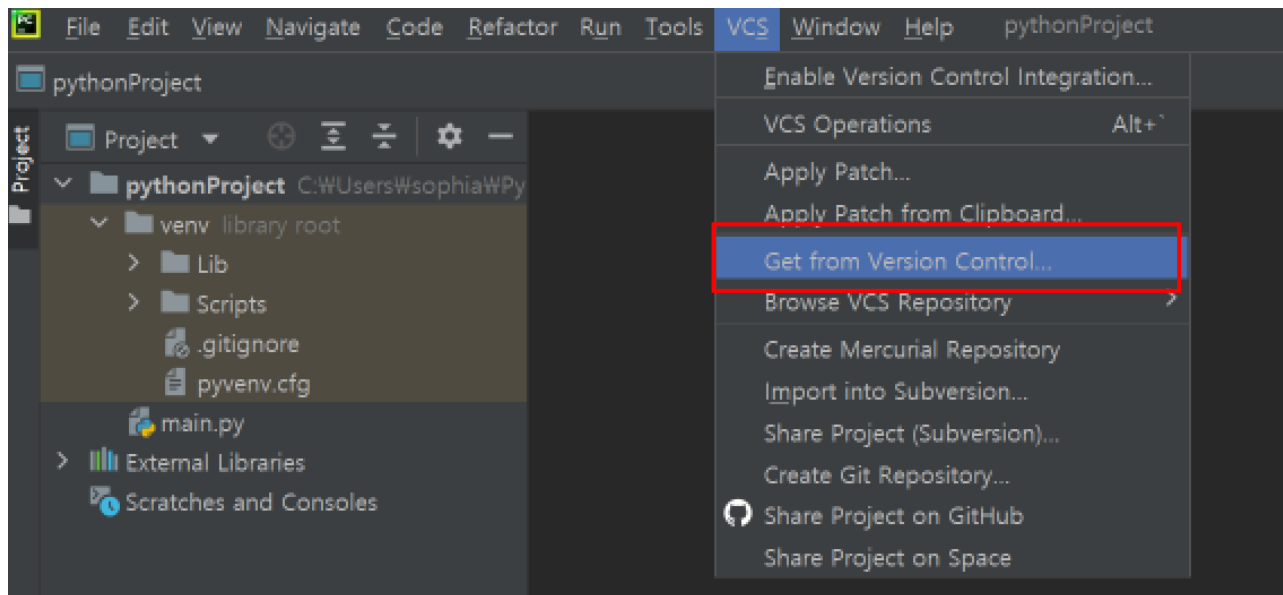 PC File Edit View Navigate Code Refactor Run Tools VCS Window Help pythonProject
pythonProject
Project
Project
pythonProject C:₩Users₩sophia₩Py
venv library root
Lib
Scripts
.gitignore
pyvenv.cfg
main.py
External Libraries
Scratches and Consoles
Enable Version Control Integration...
VCS Operations Alt+`
Apply Patch...
Apply Patch from Clipboard...
Get from Version Control...
Browse VCS Repository
Create Mercurial Repository
Import into Subversion...
Share Project (Subversion)...
Create Git Repository...
Share Project on GitHub
Share Project on Space